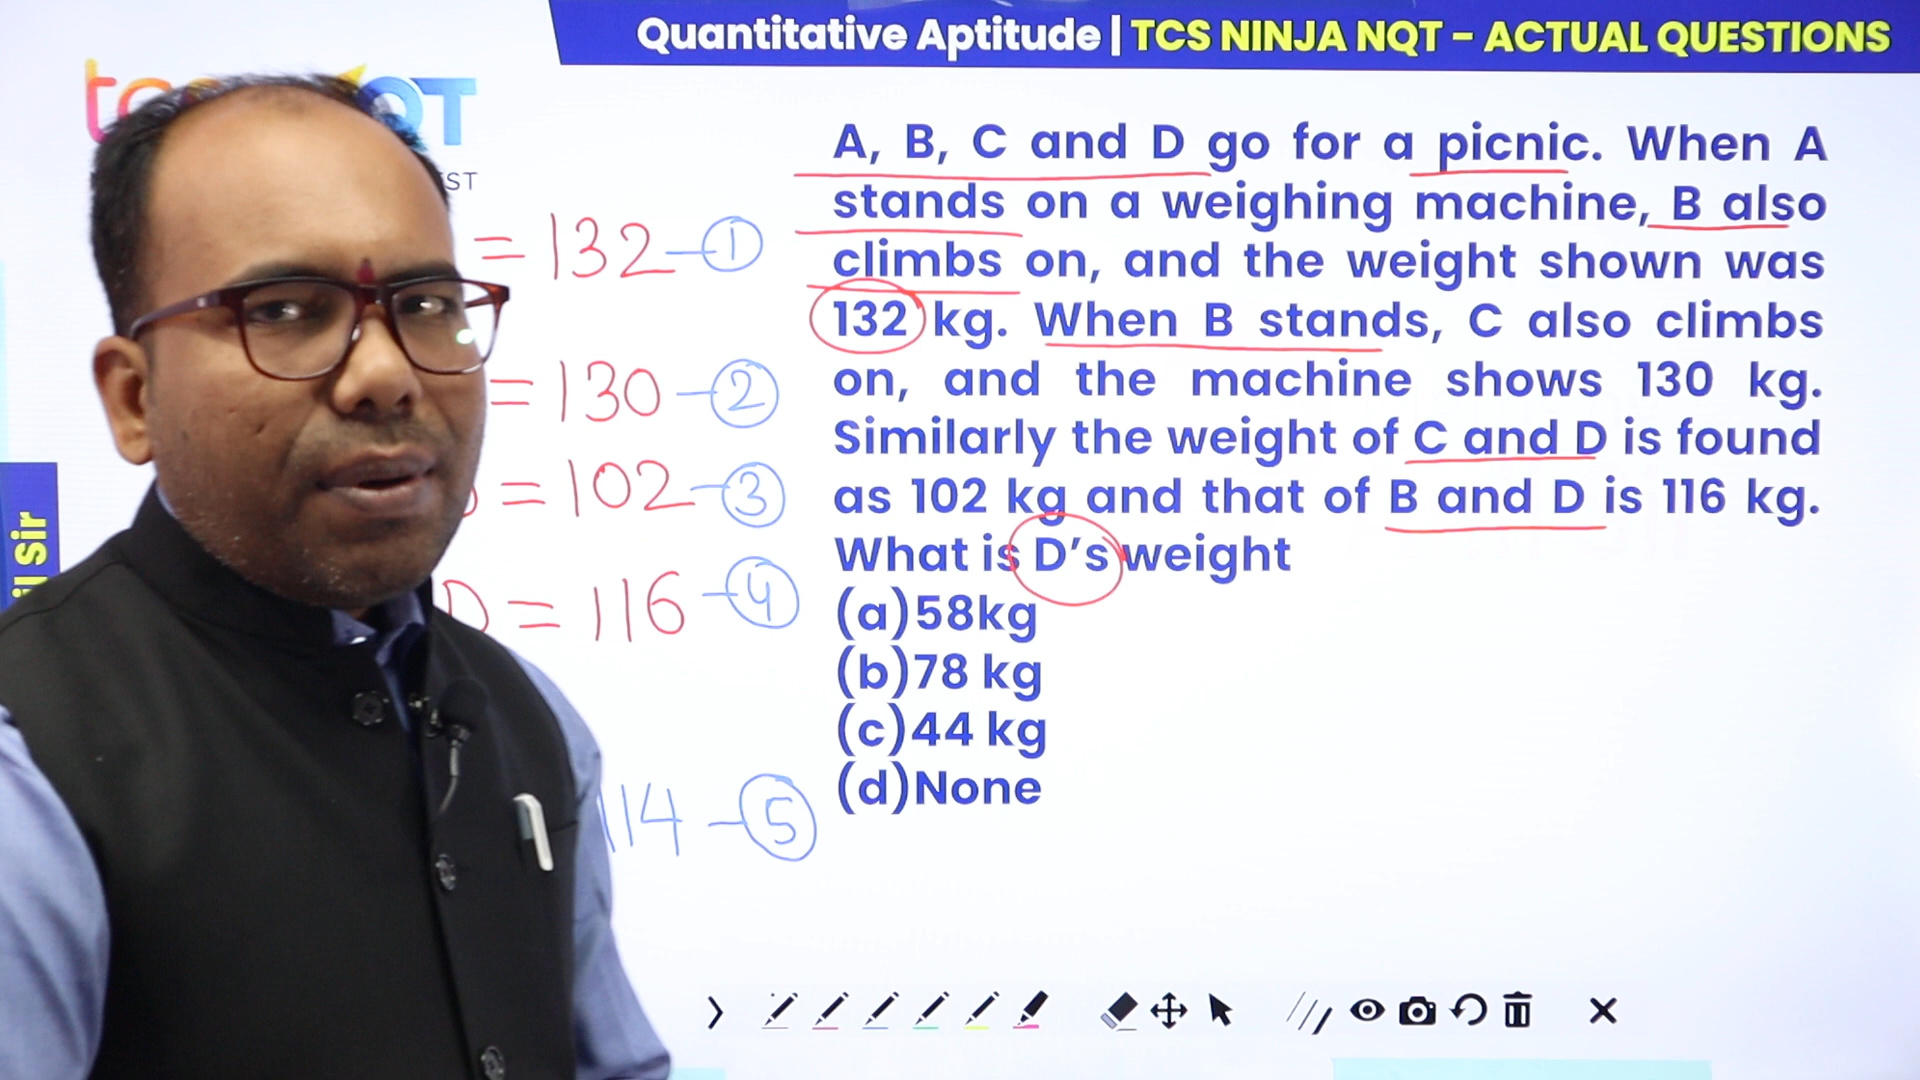 Quantitative Aptitude | TCS NINJA NQT – ACTUAL QUESTIONS
QT
ST
A, B, C and D go for a picnic. When A
stands on a weighing machine, B also
climbs on, and the weight shown was
132 kg. When B stands, C also climbs
on, and the machine shows 130 kg.
Similarly the weight of C and D is found
as 102 kg and that of B and D is 116 kg.
What is D's weight
(a)58kg
(b)78 kg
(c)44 kg
(d)None
= 132 – 1
= 130 – 2
= 102 – 3
D = 116 – 4
114 – 5
Sir